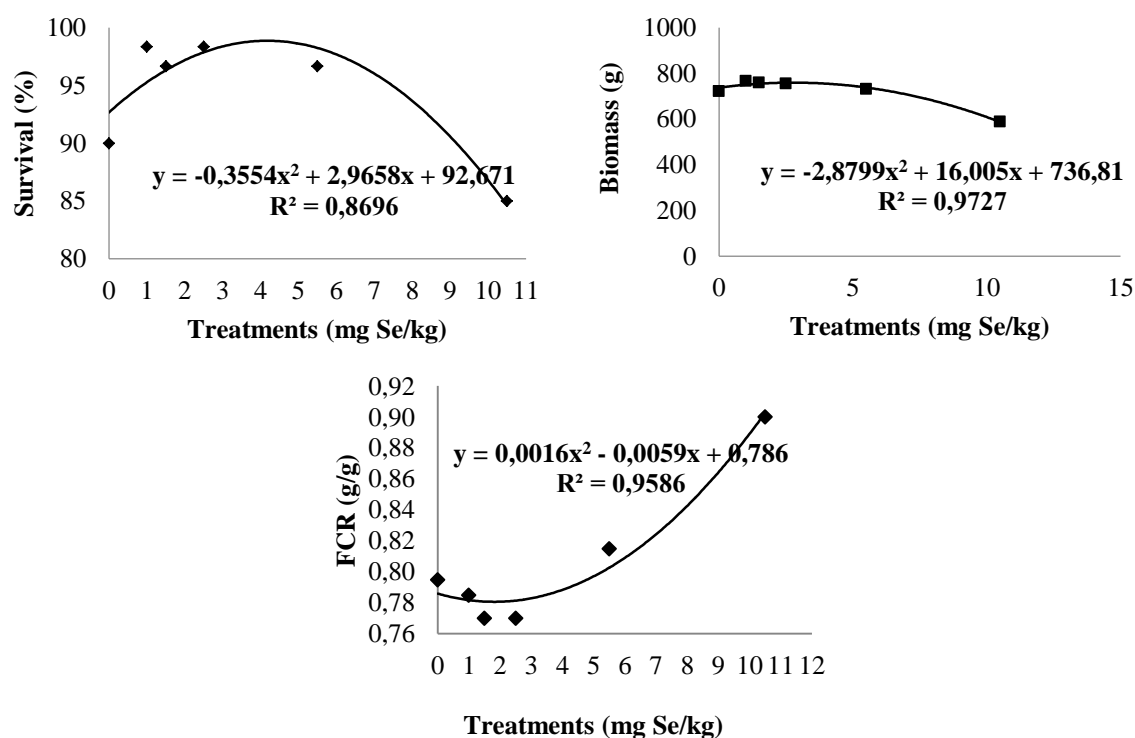 Survival (%)
100
95
90
85
80
y = -0,3554x² + 2,9658x + 92,671
R² = 0,8696
0 1 2 3 4 5 6 7 8 9 10 11
Treatments (mg Se/kg)
Biomass (g)
1000
800
600
400
200
0
y = -2,8799x² + 16,005x + 736,81
R² = 0,9727
0 5 10 15
Treatments (mg Se/kg)
FCR (g/g)
0,92
0,90
0,88
0,86
0,84
0,82
0,80
0,78
0,76
y = 0,0016x² - 0,0059x + 0,786
R² = 0,9586
0 1 2 3 4 5 6 7 8 9 10 11 12
Treatments (mg Se/kg)